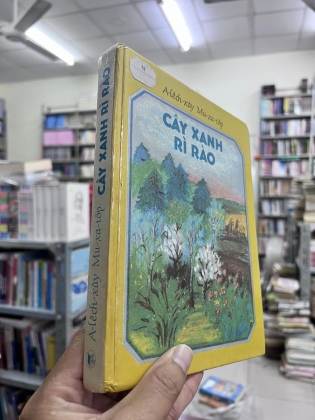 A-lếch-xây Mu-xa-tốp
CÂY XANH
RÌ RÀO
A-lếch-xây Mu-xa-tốp CÂY XANH RÌ RÀO